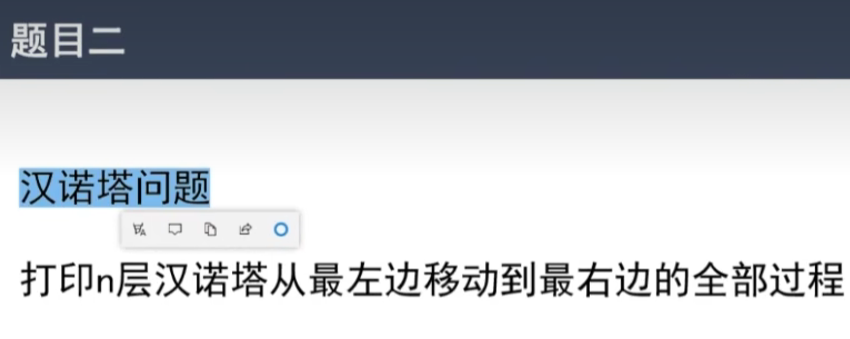 题目二
汉诺塔问题
打印n层汉诺塔从最左边移动到最右边的全部过程